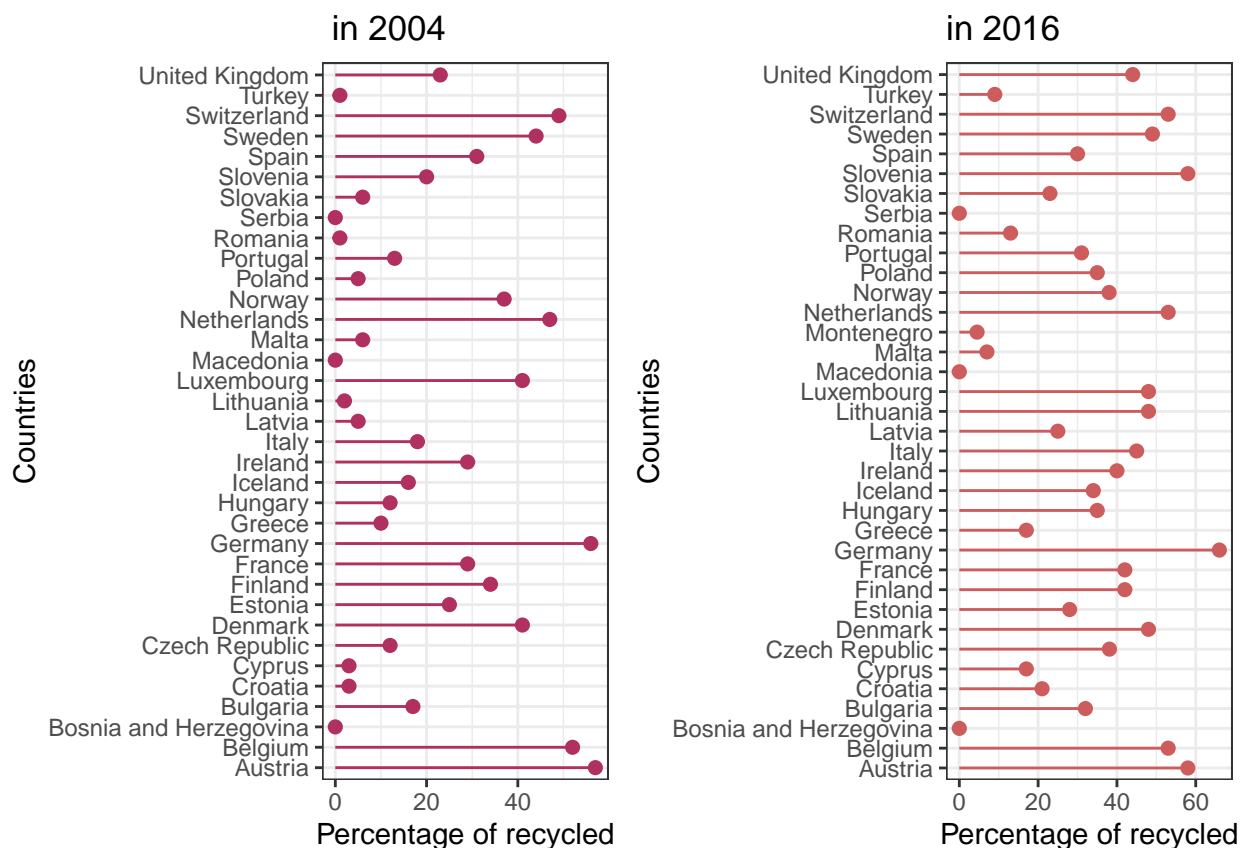 in 2004
Countries
United Kingdom
Turkey
Switzerland
Sweden
Spain
Slovenia
Slovakia
Serbia
Romania
Portugal
Poland
Norway
Netherlands
Malta
Macedonia
Luxembourg
Lithuania
Latvia
Italy
Ireland
Iceland
Hungary
Greece
Germany
France
Finland
Estonia
Denmark
Czech Republic
Cyprus
Croatia
Bulgaria
Bosnia and Herzegovina
Belgium
Austria
0 20 40
Percentage of recycled
in 2016
Countries
United Kingdom
Turkey
Switzerland
Sweden
Spain
Slovenia
Slovakia
Serbia
Romania
Portugal
Poland
Norway
Netherlands
Montenegro
Malta
Macedonia
Luxembourg
Lithuania
Latvia
Italy
Ireland
Iceland
Hungary
Greece
Germany
France
Finland
Estonia
Denmark
Czech Republic
Cyprus
Croatia
Bulgaria
Bosnia and Herzegovina
Belgium
Austria
0 20 40 60
Percentage of recycled